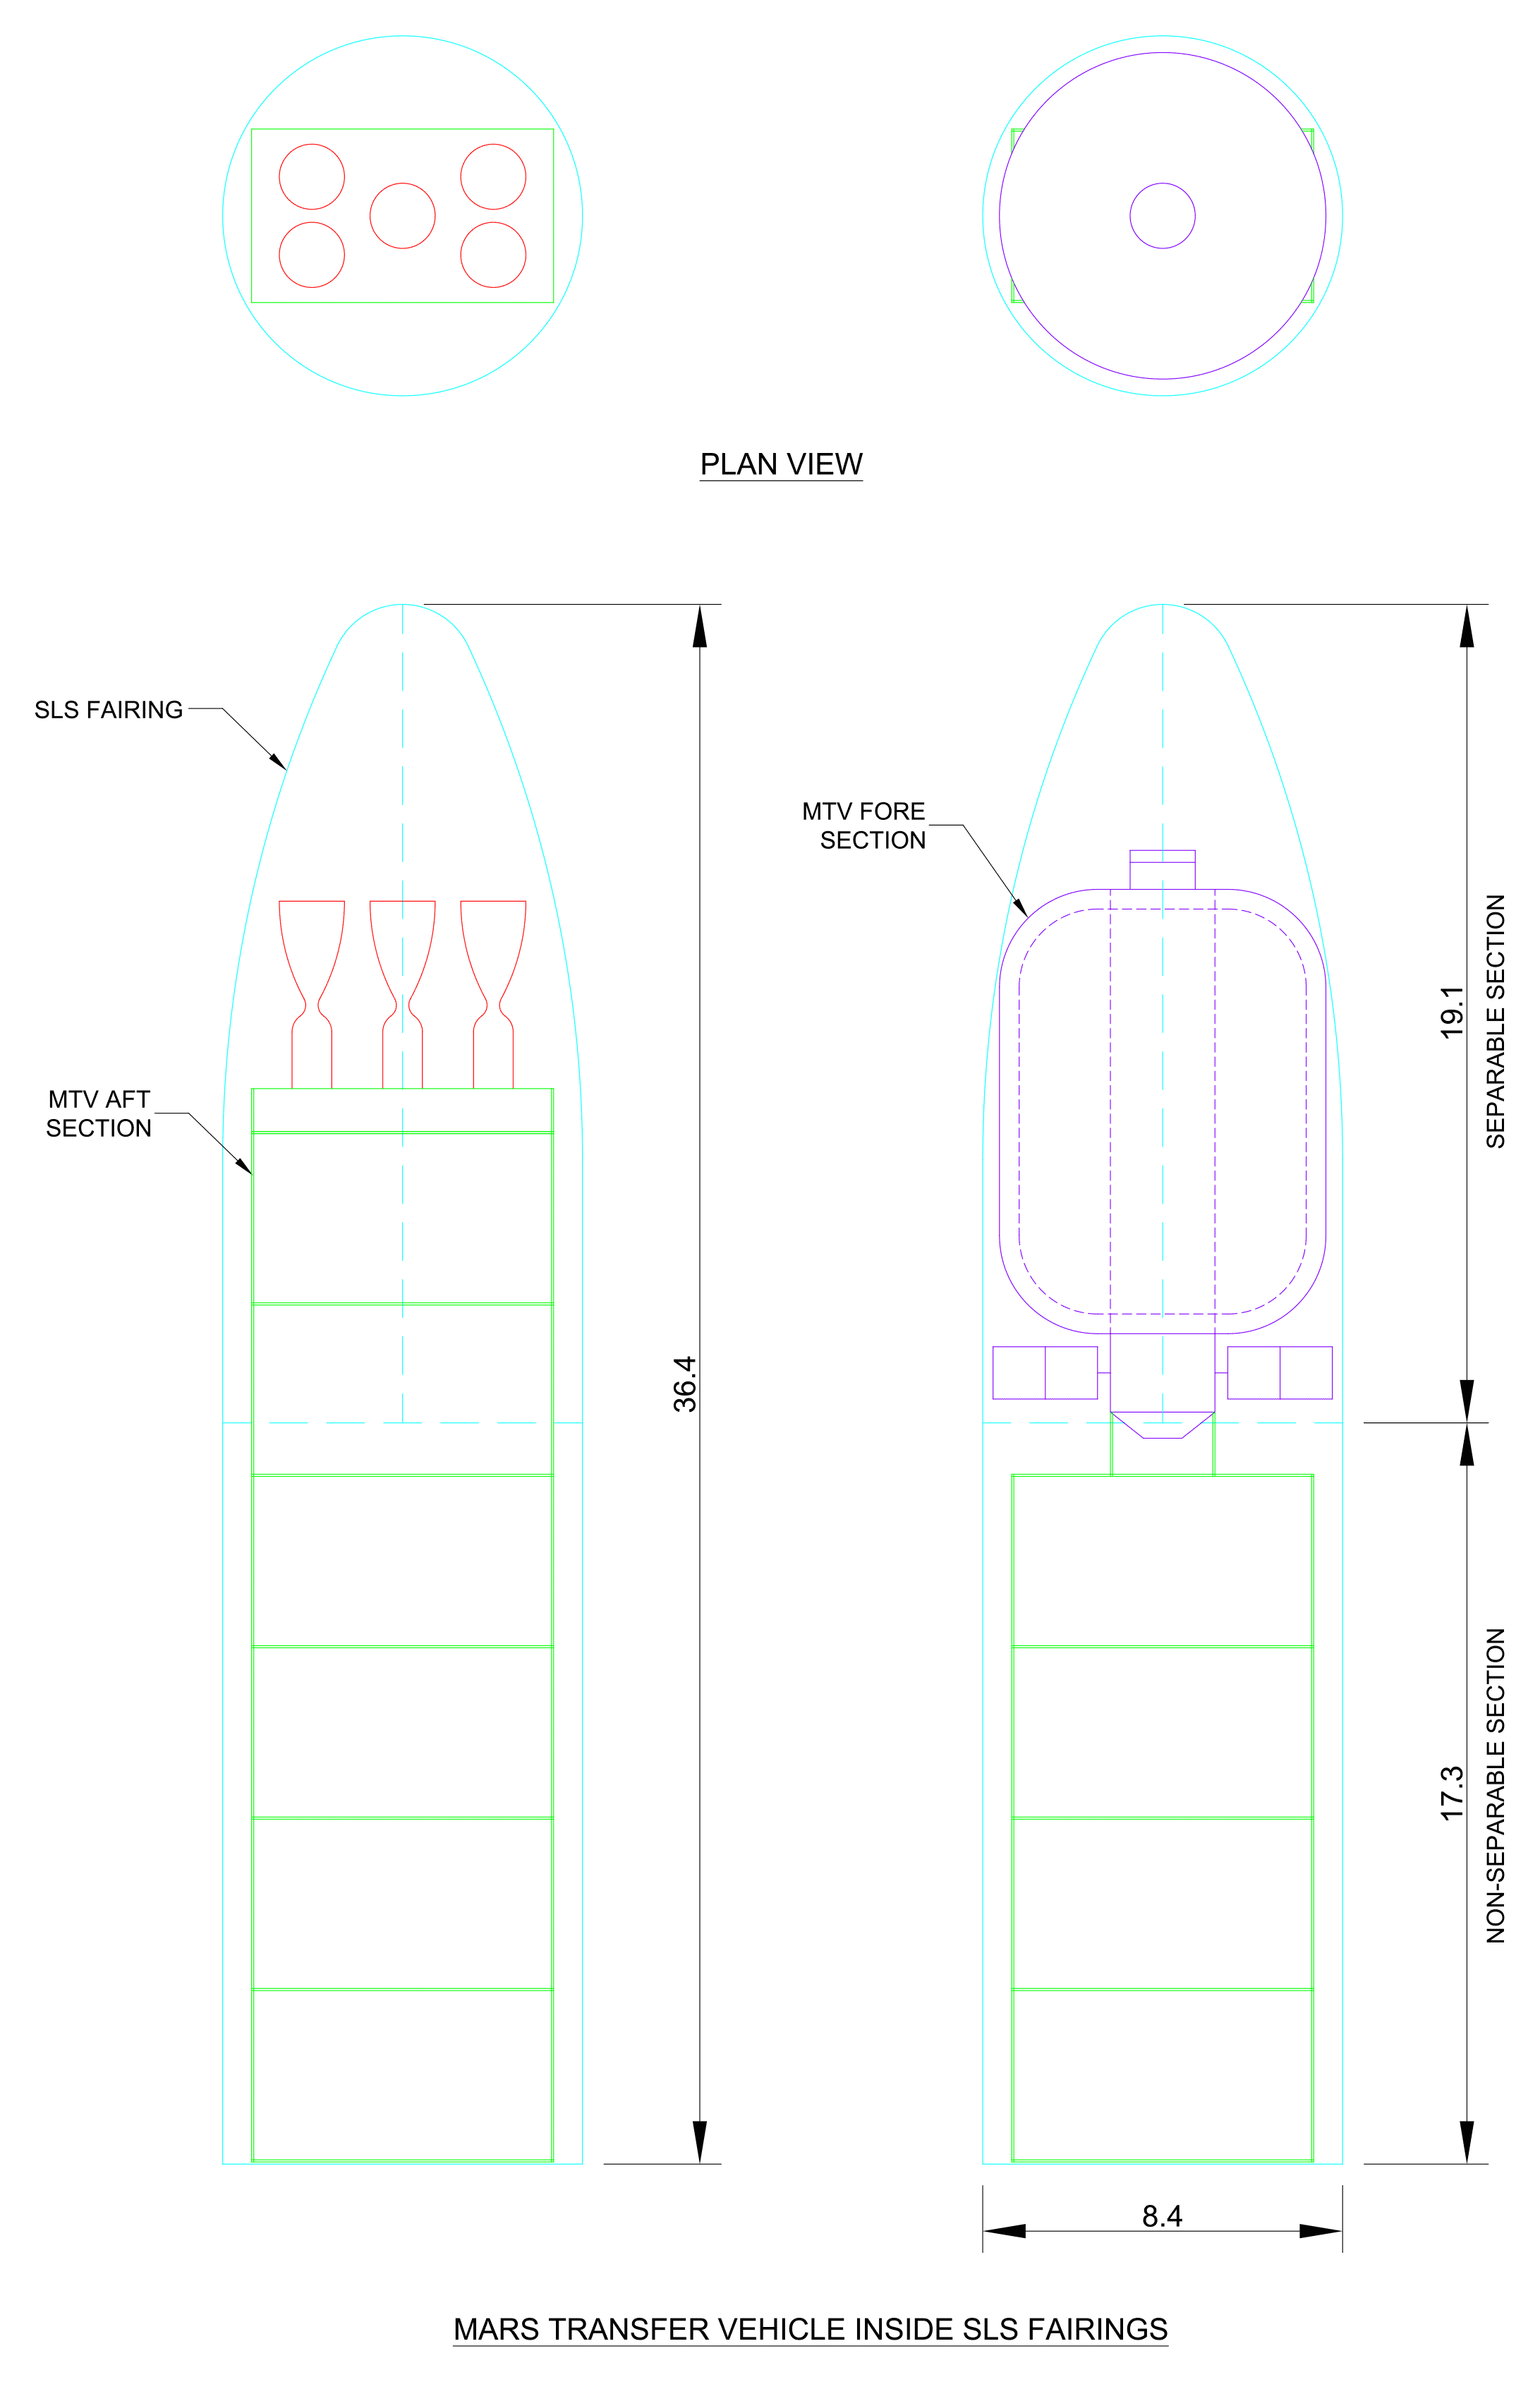 PLAN VIEW
SLS FAIRING
MTV FORE
SECTION
19.1
SEPARABLE SECTION
MTV AFT
SECTION
36.4
17.3
NON-SEPARABLE SECTION
8.4
MARS TRANSFER VEHICLE INSIDE SLS FAIRINGS